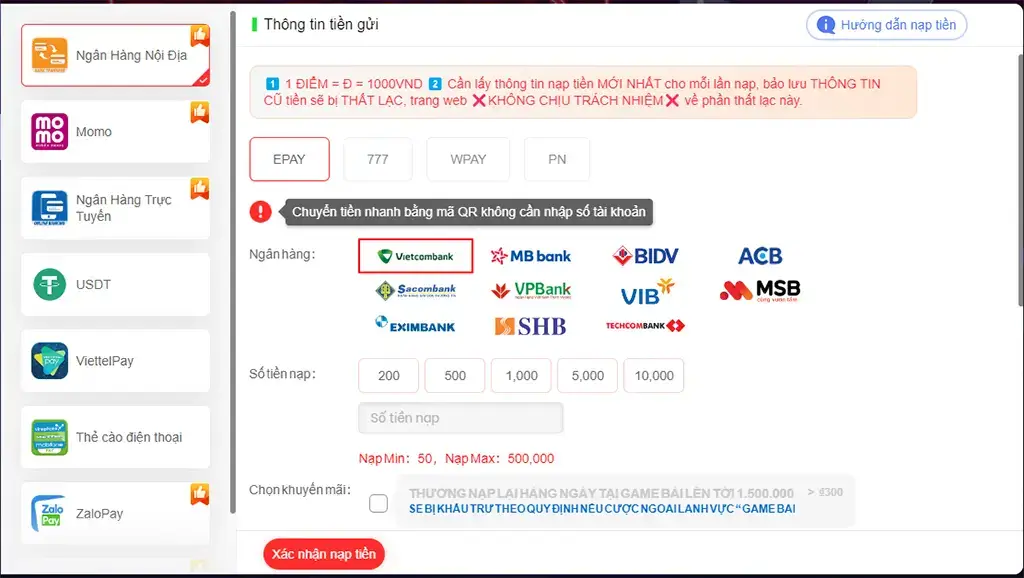 Ngân Hàng Nội Địa
momo
Momo
Ngân Hàng Trực
Tuyến
USDT
ViettelPay
Thẻ cào điện thoại
Zalo
Pay
ZaloPay
Thông tin tiền gửi
Hướng dẫn nạp tiền
1 1 ĐIỂM = Đ = 1000VND 2 Cần lấy thông tin nạp tiền MỚI NHẤT cho mỗi lần nạp, bảo lưu THÔNG TIN
CŨ tiền sẽ bị THẤT LẠC, trang web ❌KHÔNG CHỊU TRÁCH NHIỆM❌ về phần thất lạc này.
EPAY 777 WPAY PN
Chuyển tiền nhanh bằng mã QR không cần nhập số tài khoản
Ngân hàng: Vietcombank MB bank BIDV ACB
Sacombank VPBank VIB MSB
EXIMBANK SHB TECHCOMBANK
Số tiền nạp: 200 500 1,000 5,000 10,000
Số tiền nạp
Nạp Min: 50, Nạp Max: 500,000
Chọn khuyến mãi: THƯỞNG NẠP LẠI HÀNG NGÀY TẠI GAME BÀI LÊN TỚI 1.500.000 > ₫300
SẼ BỊ KHẤU TRỪ THEO QUY ĐỊNH NẾU CƯỢC NGOÀI LĨNH VỰC “GAME BÀI
Xác nhận nạp tiền